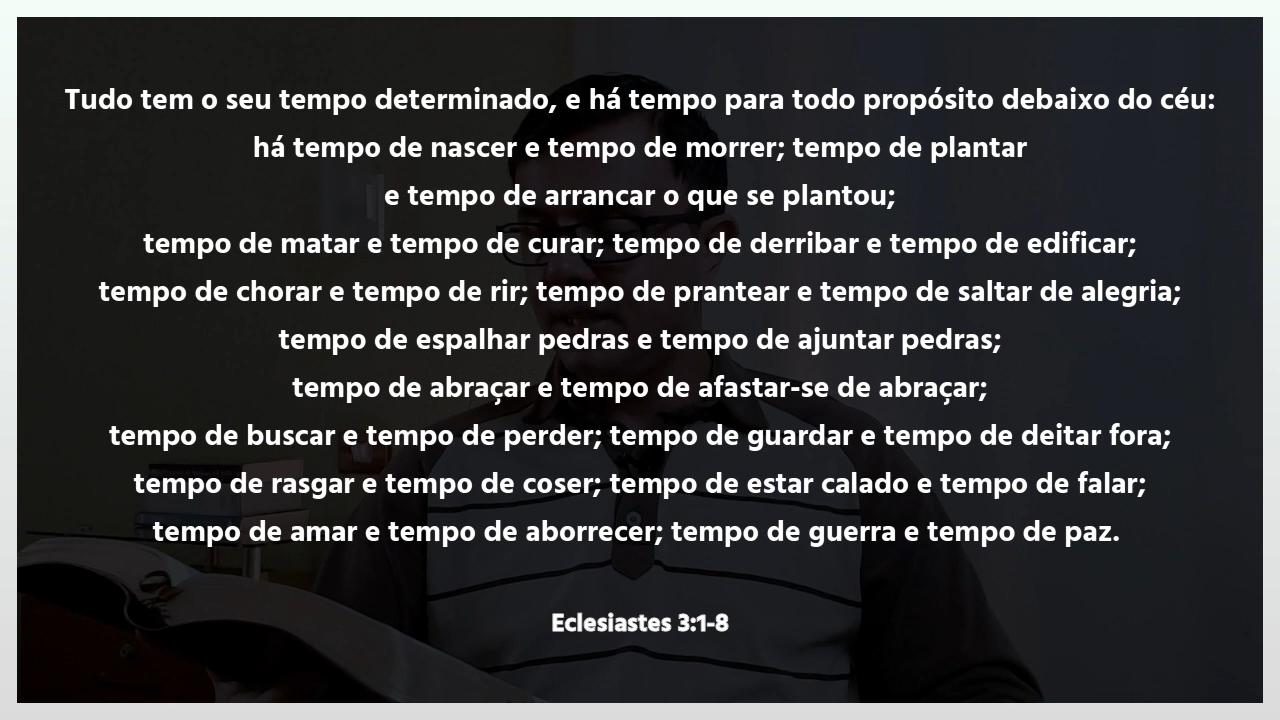 Tudo tem o seu tempo determinado, e há tempo para todo propósito debaixo do céu:
há tempo de nascer e tempo de morrer; tempo de plantar
e tempo de arrancar o que se plantou;
tempo de matar e tempo de curar; tempo de derribar e tempo de edificar;
tempo de chorar e tempo de rir; tempo de prantear e tempo de saltar de alegria;
tempo de espalhar pedras e tempo de ajuntar pedras;
tempo de abraçar e tempo de afastar-se de abraçar;
tempo de buscar e tempo de perder; tempo de guardar e tempo de deitar fora;
tempo de rasgar e tempo de coser; tempo de estar calado e tempo de falar;
tempo de amar e tempo de aborrecer; tempo de guerra e tempo de paz.
Eclesiastes 3:1-8